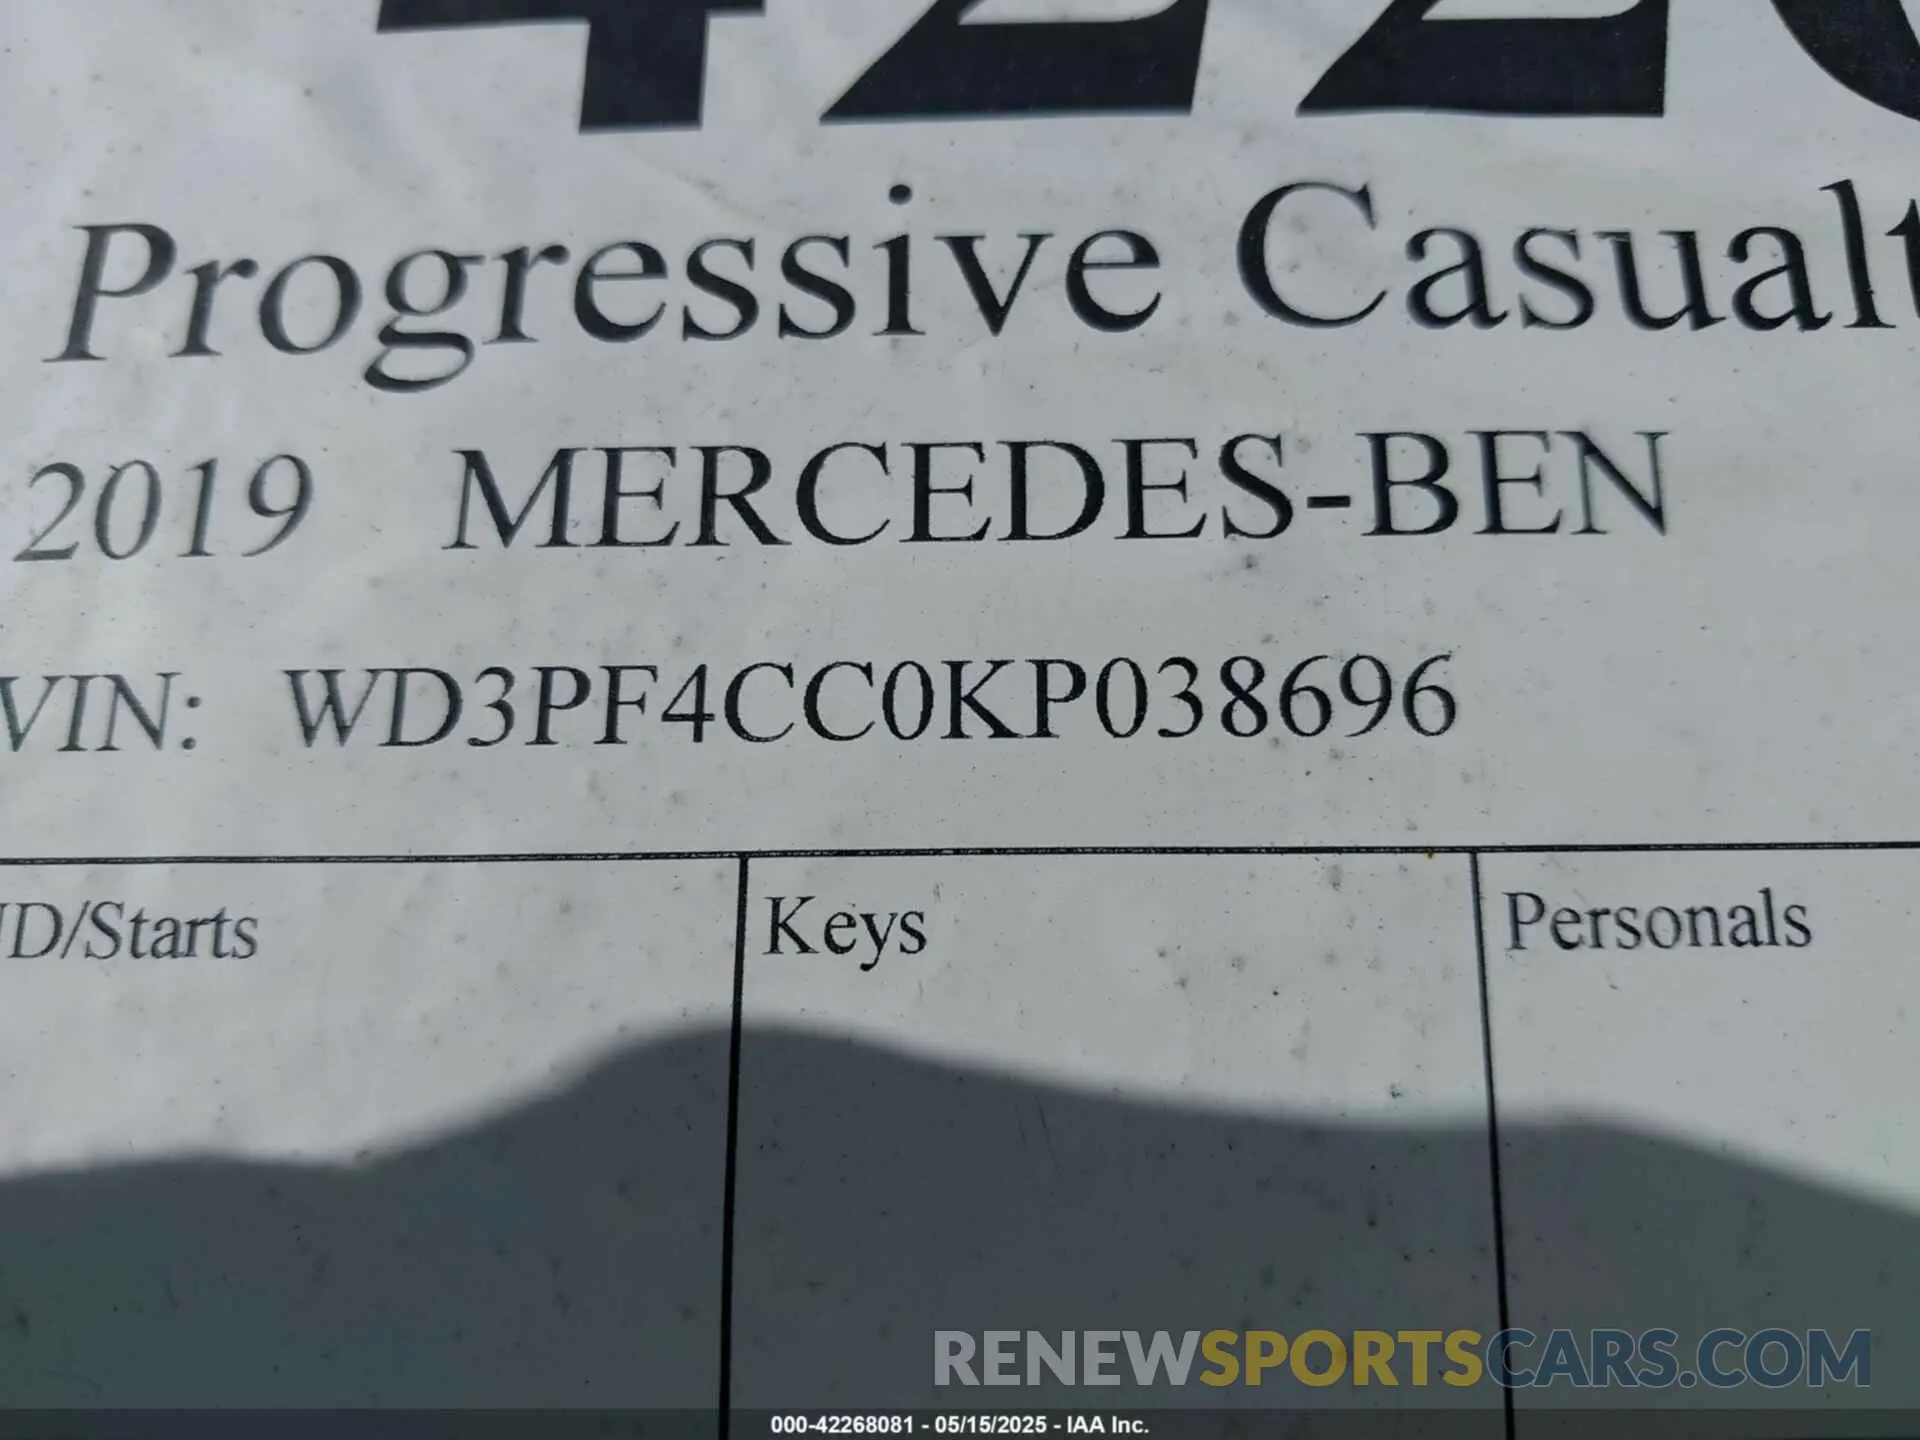 Progressive Casualt
2019 MERCEDES-BEN
VIN: WD3PF4CC0KP038696
D/Starts
Keys
Personals
RENEWSPORTSCARS.COM
000-42268081 - 05/15/2025 - IAA Inc.